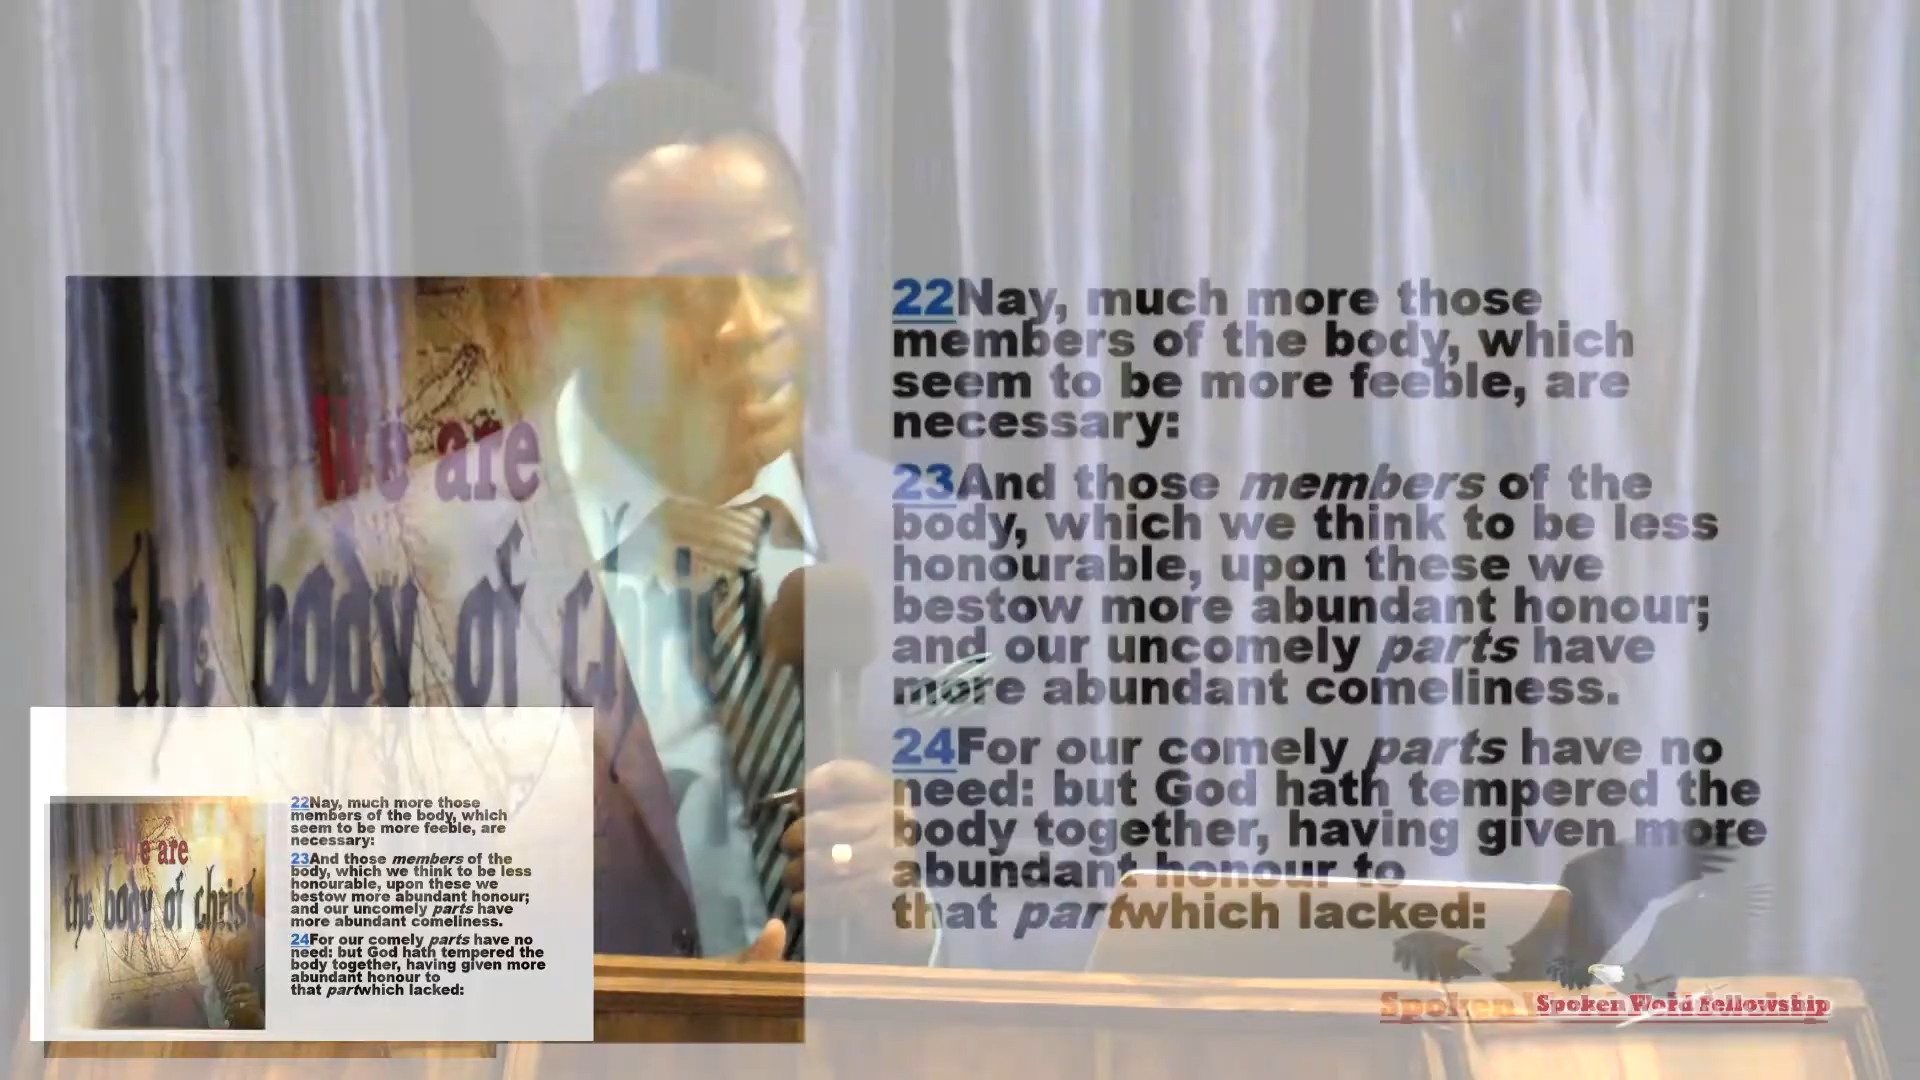 We are
the body of christ
22Nay, much more those
members of the body, which
seem to be more feeble, are
necessary:
23And those members of the
body, which we think to be less
honourable, upon these we
bestow more abundant honour;
and our uncomely parts have
more abundant comeliness.
24For our comely parts have no
need: but God hath tempered the
body together, having given more
abundant honour to
that partwhich lacked:
we are
the body of christ
22Nay, much more those
members of the body, which
seem to be more feeble, are
necessary:
23And those members of the
body, which we think to be less
honourable, upon these we
bestow more abundant honour;
and our uncomely parts have
more abundant comeliness.
24For our comely parts have no
need: but God hath tempered the
body together, having given more
abundant honour to
that partwhich lacked:
Spoken
Spoken Word Fellowship